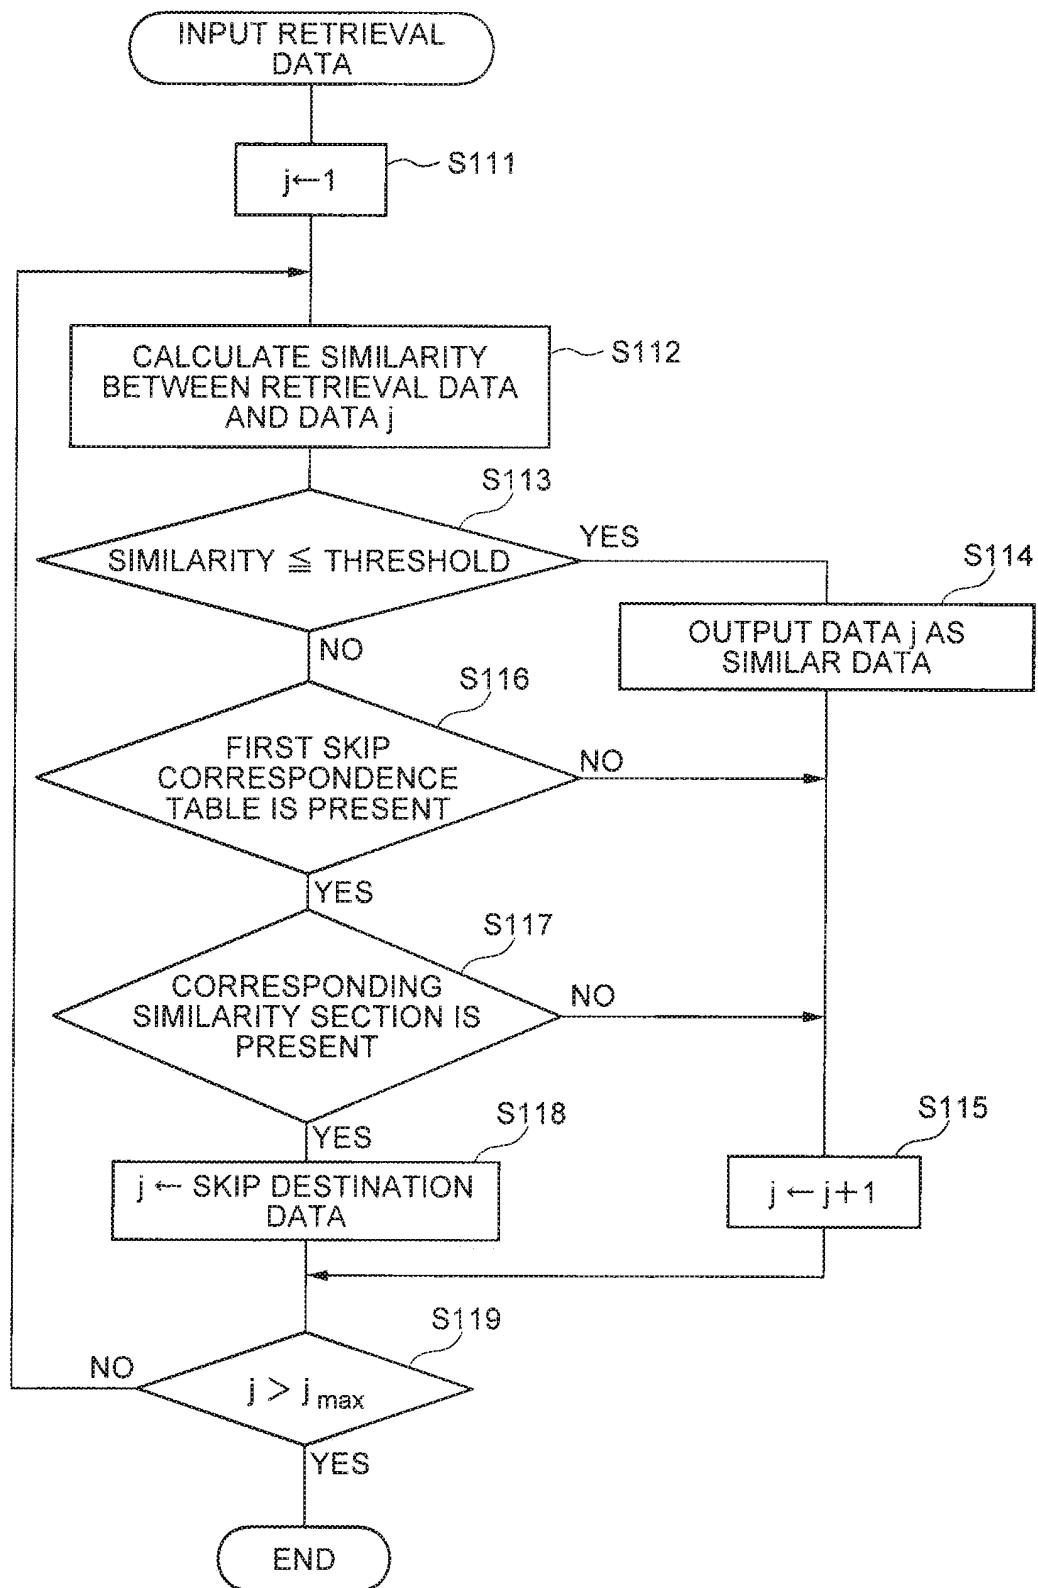 INPUT RETRIEVAL
DATA
S111
j←1
S112
CALCULATE SIMILARITY
BETWEEN RETRIEVAL DATA
AND DATA j
S113
SIMILARITY ≦ THRESHOLD
YES
S114
OUTPUT DATA j AS
SIMILAR DATA
NO
S116
FIRST SKIP
CORRESPONDENCE
TABLE IS PRESENT
NO
YES
S117
CORRESPONDING
SIMILARITY SECTION IS
PRESENT
NO
YES
S118
j ← SKIP DESTINATION
DATA
S115
j ← j+1
S119
NO
j > j max
YES
END